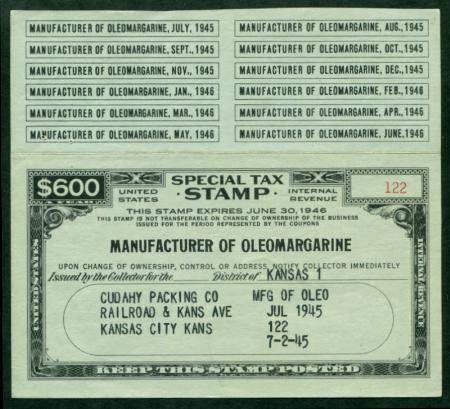 MANUFACTURER OF OLEOMARGARINE, JULY, 1945
MANUFACTURER OF OLEOMARGARINE, AUG., 1945
MANUFACTURER OF OLEOMARGARINE, SEPT., 1945
MANUFACTURER OF OLEOMARGARINE, OCT., 1945
MANUFACTURER OF OLEOMARGARINE, NOV., 1945
MANUFACTURER OF OLEOMARGARINE, DEC., 1945
MANUFACTURER OF OLEOMARGARINE, JAN., 1946
MANUFACTURER OF OLEOMARGARINE, FEB., 1946
MANUFACTURER OF OLEOMARGARINE, MAR., 1946
MANUFACTURER OF OLEOMARGARINE, APR., 1946
MANUFACTURER OF OLEOMARGARINE, MAY, 1946
MANUFACTURER OF OLEOMARGARINE, JUNE, 1946
$600
A YEAR
UNITED STATES
SPECIAL TAX
· STAMP ·
INTERNAL REVENUE
122
THIS STAMP EXPIRES JUNE 30, 1946
THIS STAMP IS NOT TRANSFERABLE ON CHANGE OF OWNERSHIP OF THE BUSINESS
ISSUED FOR THE PERIOD REPRESENTED BY THE COUPONS
MANUFACTURER OF OLEOMARGARINE
UPON CHANGE OF OWNERSHIP, CONTROL OR ADDRESS, NOTIFY COLLECTOR IMMEDIATELY
Issued by the Collector for the District of KANSAS 1
CUDAHY PACKING CO MFG OF OLEO
RAILROAD & KANS AVE JUL 1945
KANSAS CITY KANS 122
7-2-45
UNITED STATES
INTERNAL REVENUE
KEEP THIS STAMP POSTED